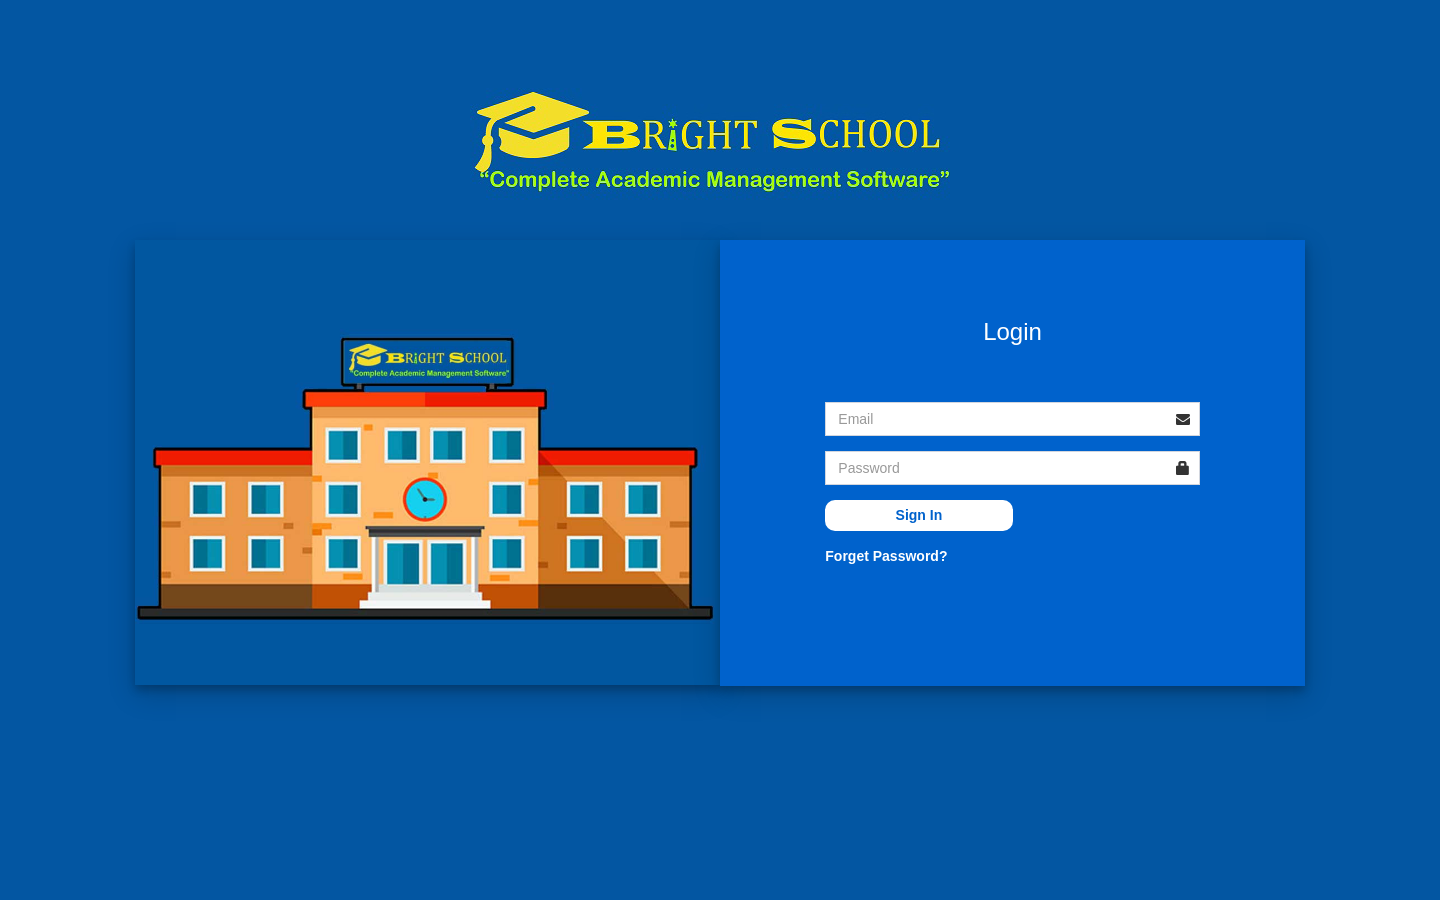 BRIGHT SCHOOL
“Complete Academic Management Software”
BRIGHT SCHOOL
“Complete Academic Management Software”
Login
Email
Password
Sign In
Forget Password?